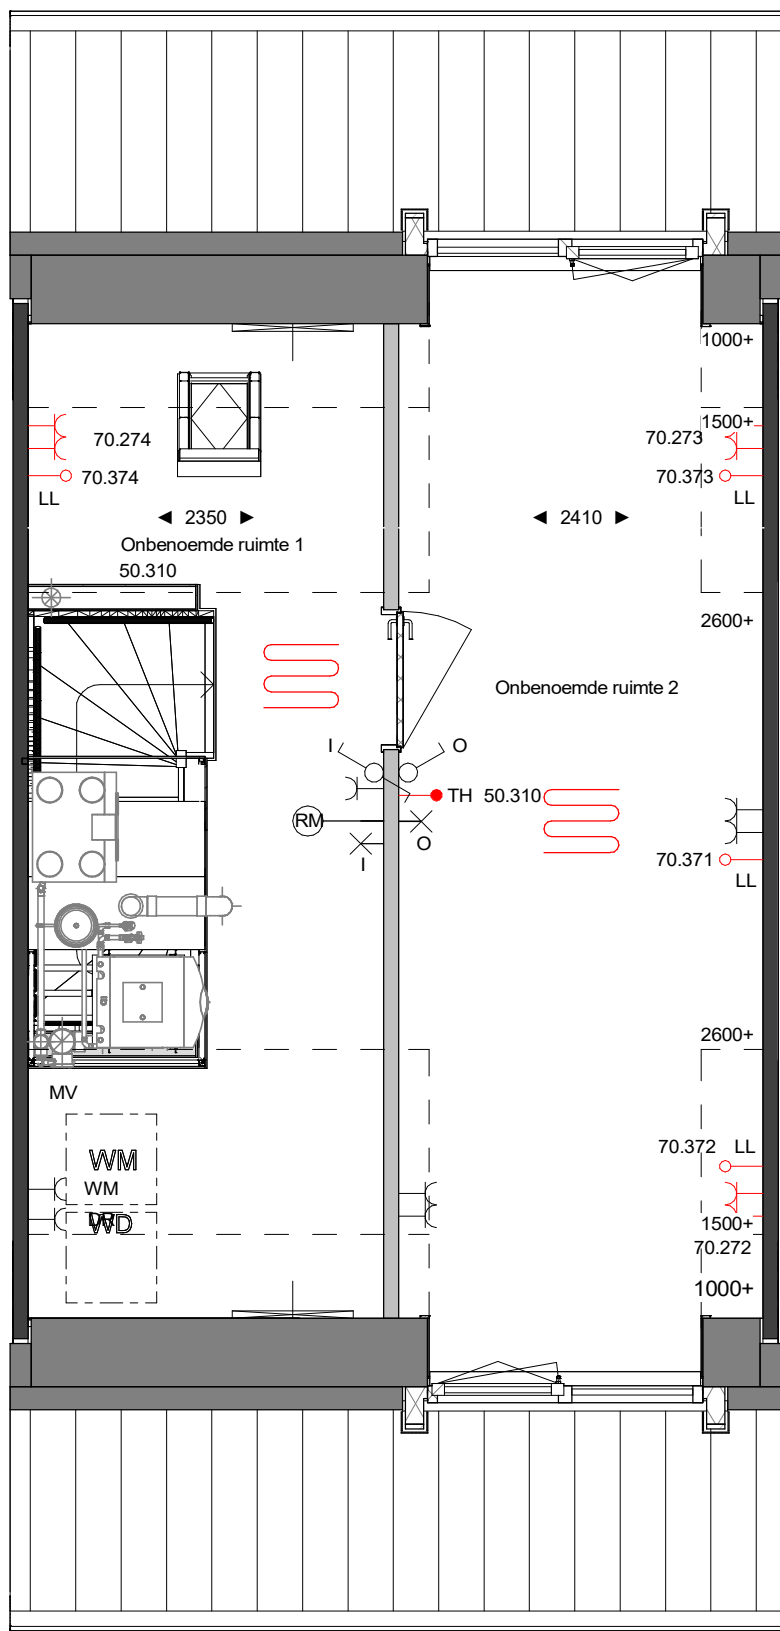 1000+
1500+
70.274
70.273
70.374
70.373
LL
LL
2350
2410
Onbenoemde ruimte 1
50.310
2600+
Onbenoemde ruimte 2
I
O
TH 50.310
RM
O
I
70.371
LL
2600+
MV
70.372 LL
WM
WM
DR
WD
1500+
70.272
1000+